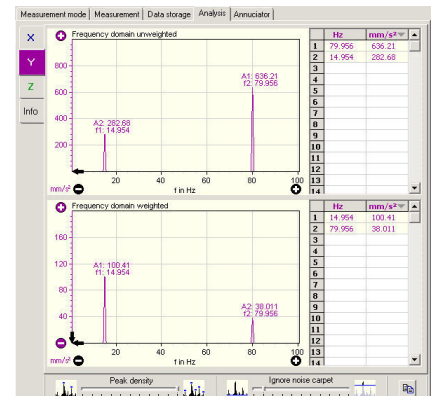 Measurement mode Measurement Data storage Analysis Annuciator
X
Y
Z
Info
Frequency domain unweighted
800
600
400
200
mm/s²
20 40 60 80 100
f in Hz
A2: 282.68
f1: 14.954
A1: 636.21
f2: 79.956
Hz mm/s²
1 79.956 636.21
2 14.954 282.68
3
4
5
6
7
8
9
10
11
12
13
14
Frequency domain weighted
160
120
80
40
mm/s²
20 40 60 80 100
f in Hz
A1: 100.41
f1: 14.954
A2: 38.011
f2: 79.956
Hz mm/s²
1 14.954 100.41
2 79.956 38.011
3
4
5
6
7
8
9
10
11
12
13
14
Peak density
Ignore noise carpet